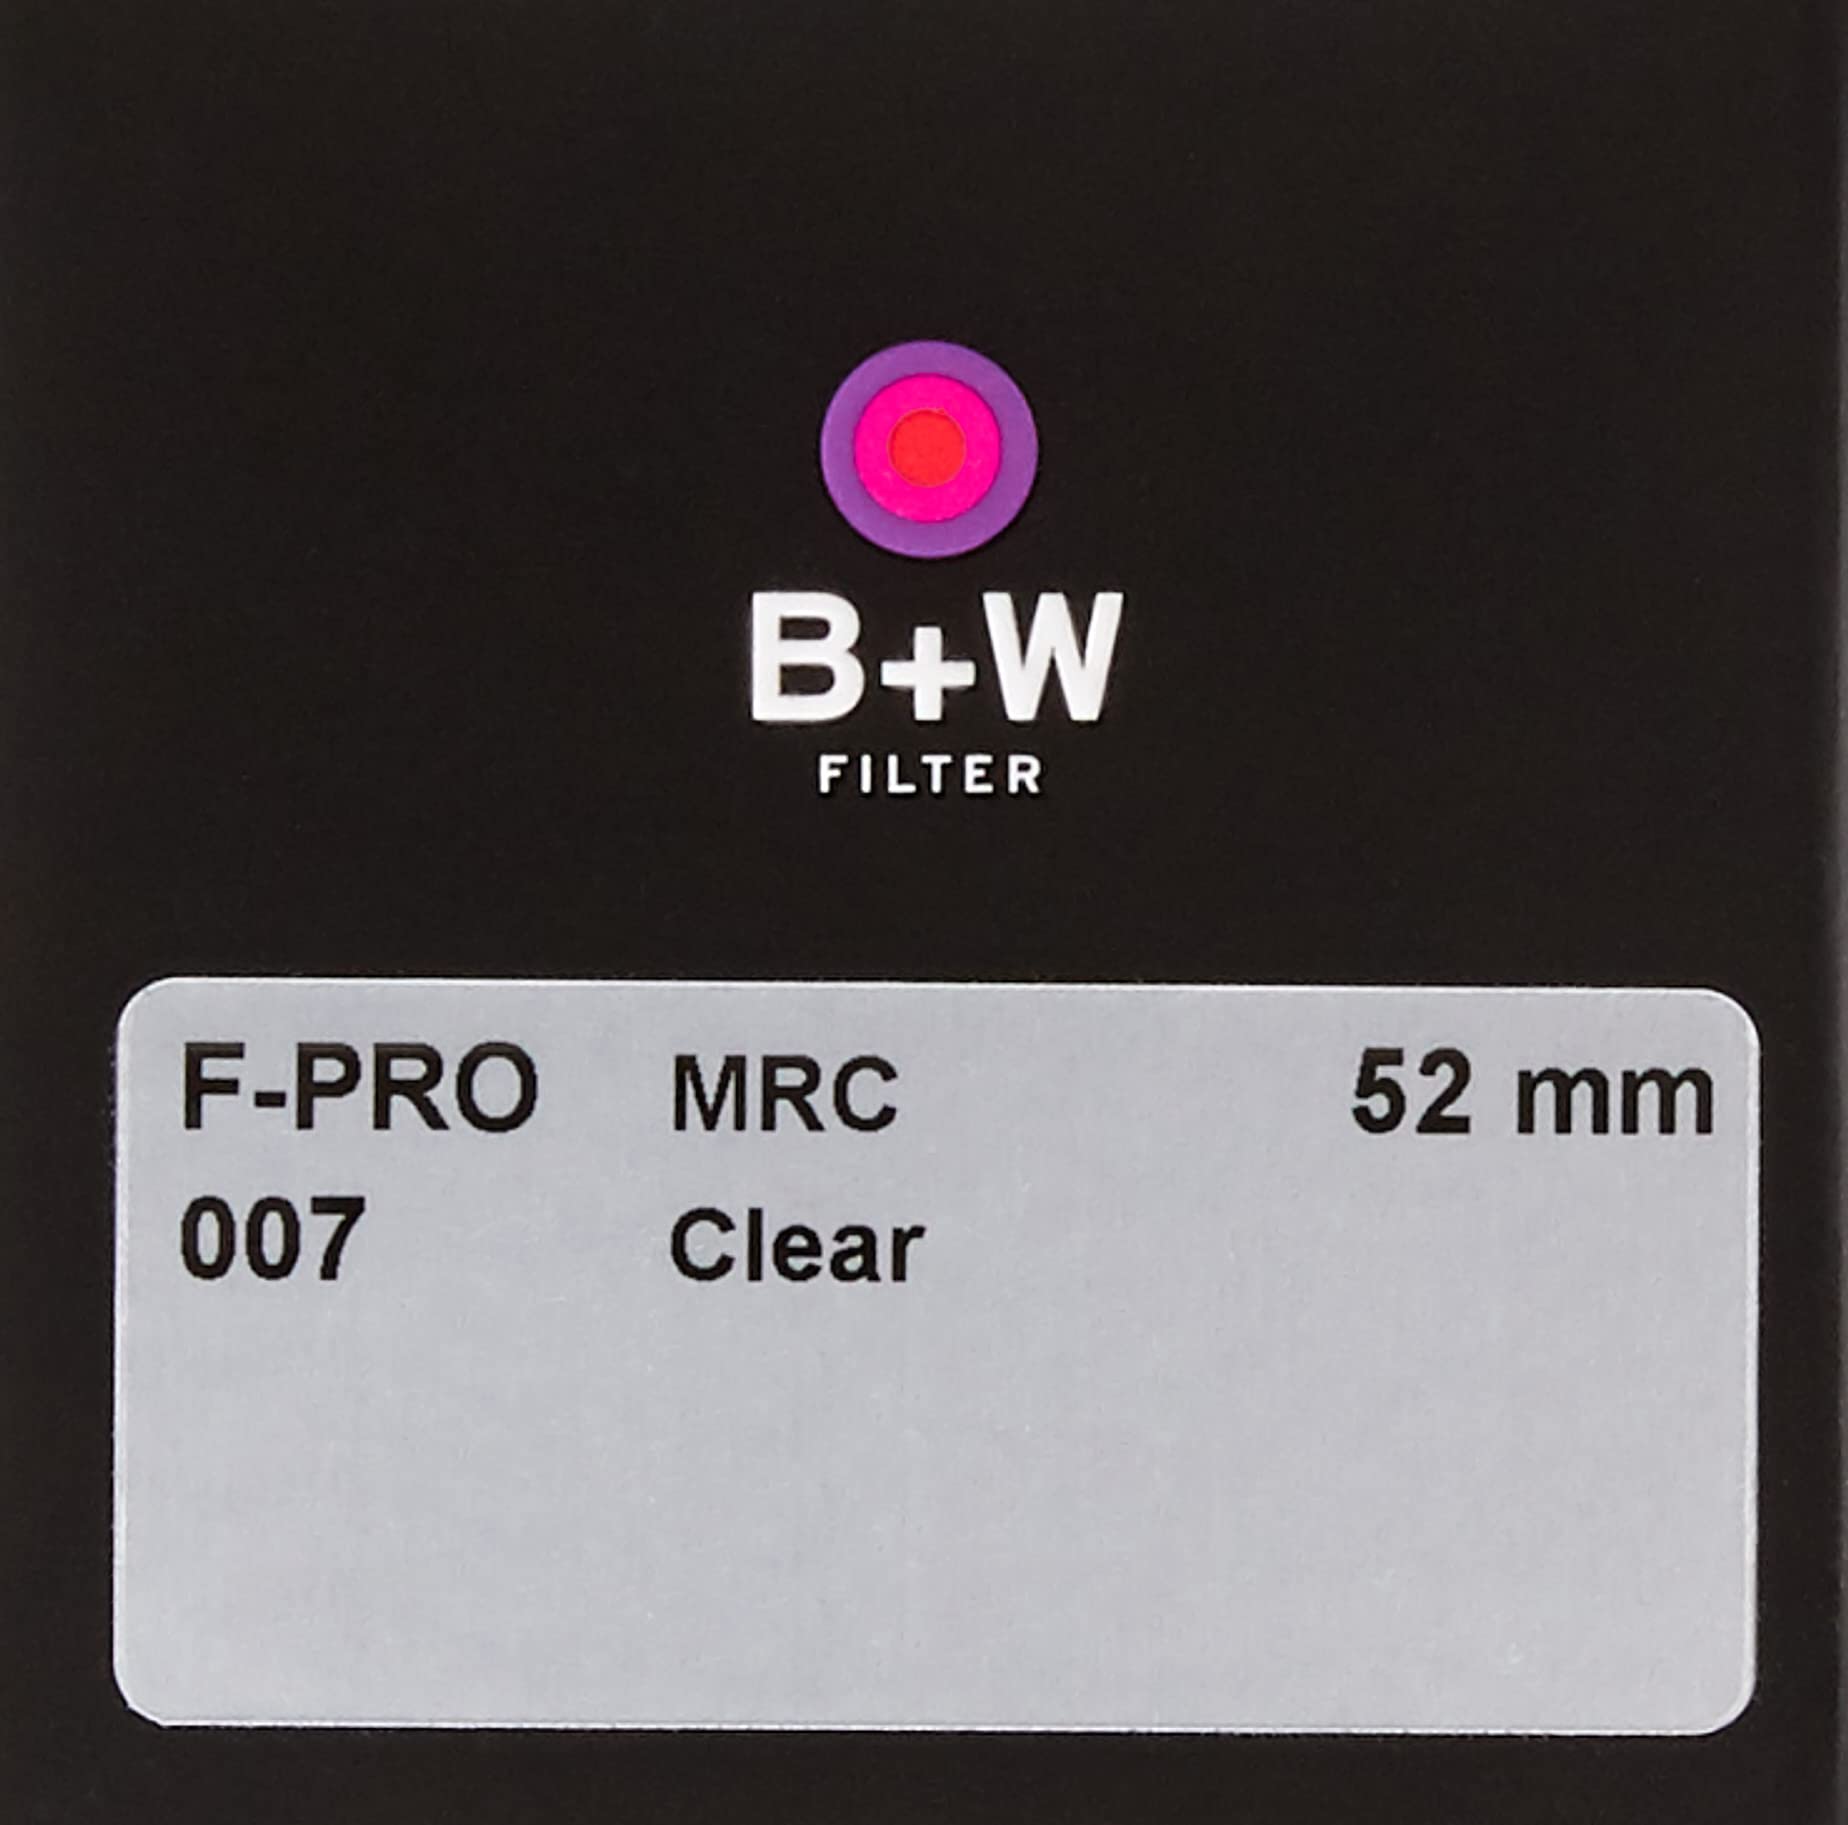 B+W
FILTER
F-PRO MRC 52 mm
007 Clear